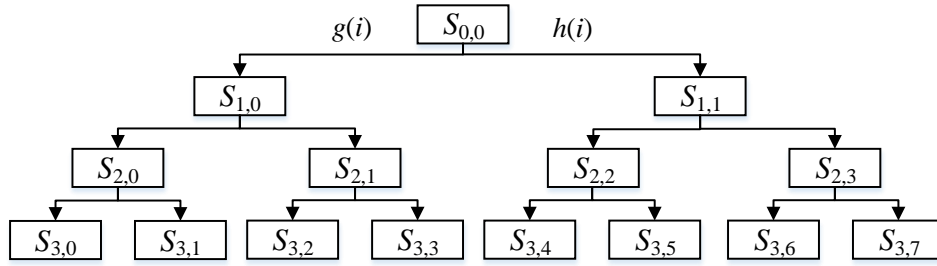 g(i) S0,0 h(i)
S1,0 S1,1
S2,0 S2,1 S2,2 S2,3
S3,0 S3,1 S3,2 S3,3 S3,4 S3,5 S3,6 S3,7